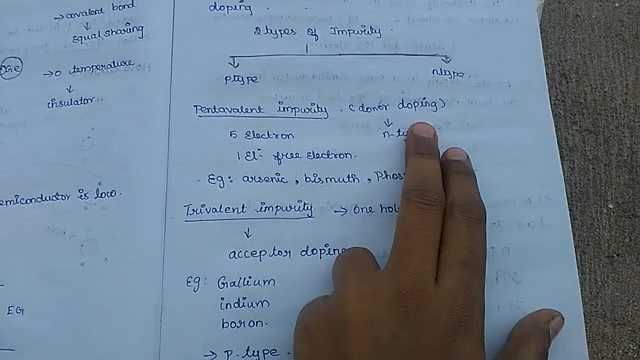 → covalent bond
↓
Equal sharing
Ge → 0 temperature
↓
insulator..
emiconductor is low.
EG
doping
2 types of Impurity
P type N type.
Pentavalent impurity. (donor doping)
↓
5 Electron n-ty
1 El- free electron.
Eg: arsenic, bismuth, Phos
Trivalent impurity → One hol
↓
acceptor doping
Eg: Gallium
indium
boron.
→ p-type.